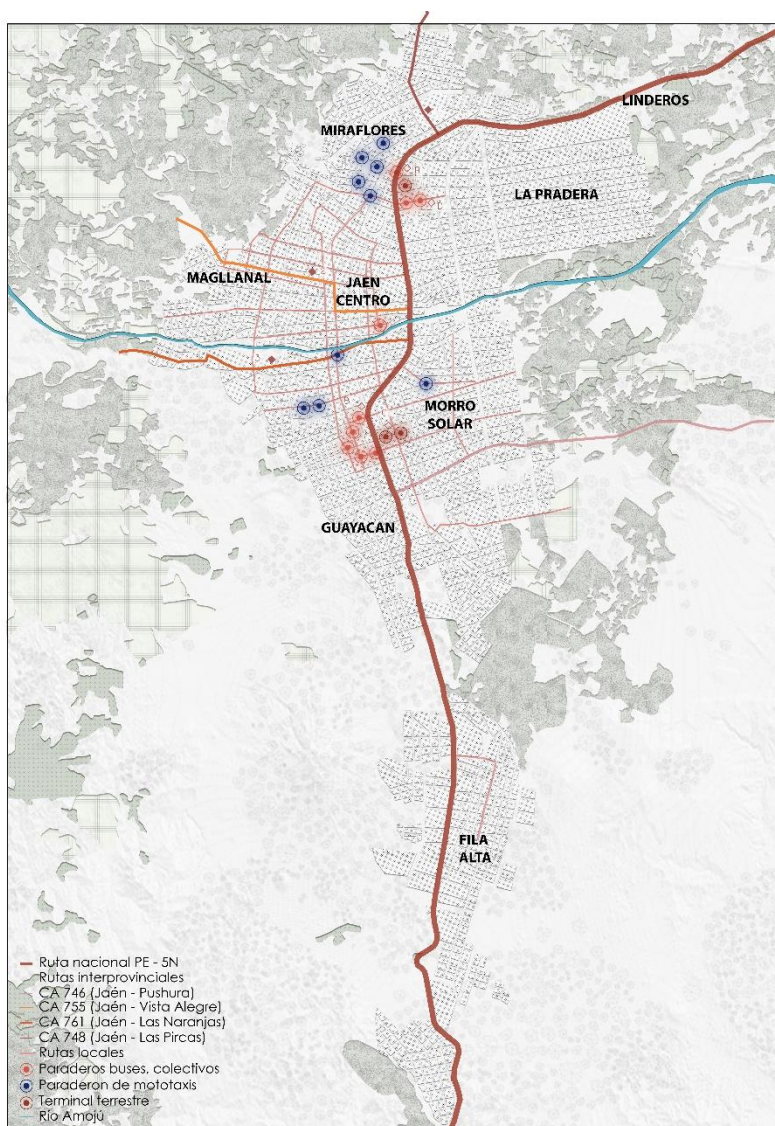 LINDEROS
MIRAFLORES
LA PRADERA
MAGLLANAL
JAEN
CENTRO
MORRO
SOLAR
GUAYACAN
FILA
ALTA
Ruta nacional PE - 5N
Rutas interprovinciales
CA 746 (Jaén - Pushura)
CA 755 (Jaén - Vista Alegre)
CA 761 (Jaén - Las Naranjas)
CA 748 (Jaén - Las Pircas)
Rutas locales
Paraderos buses, colectivos
Paraderon de mototaxis
Terminal terrestre
Río Amojú